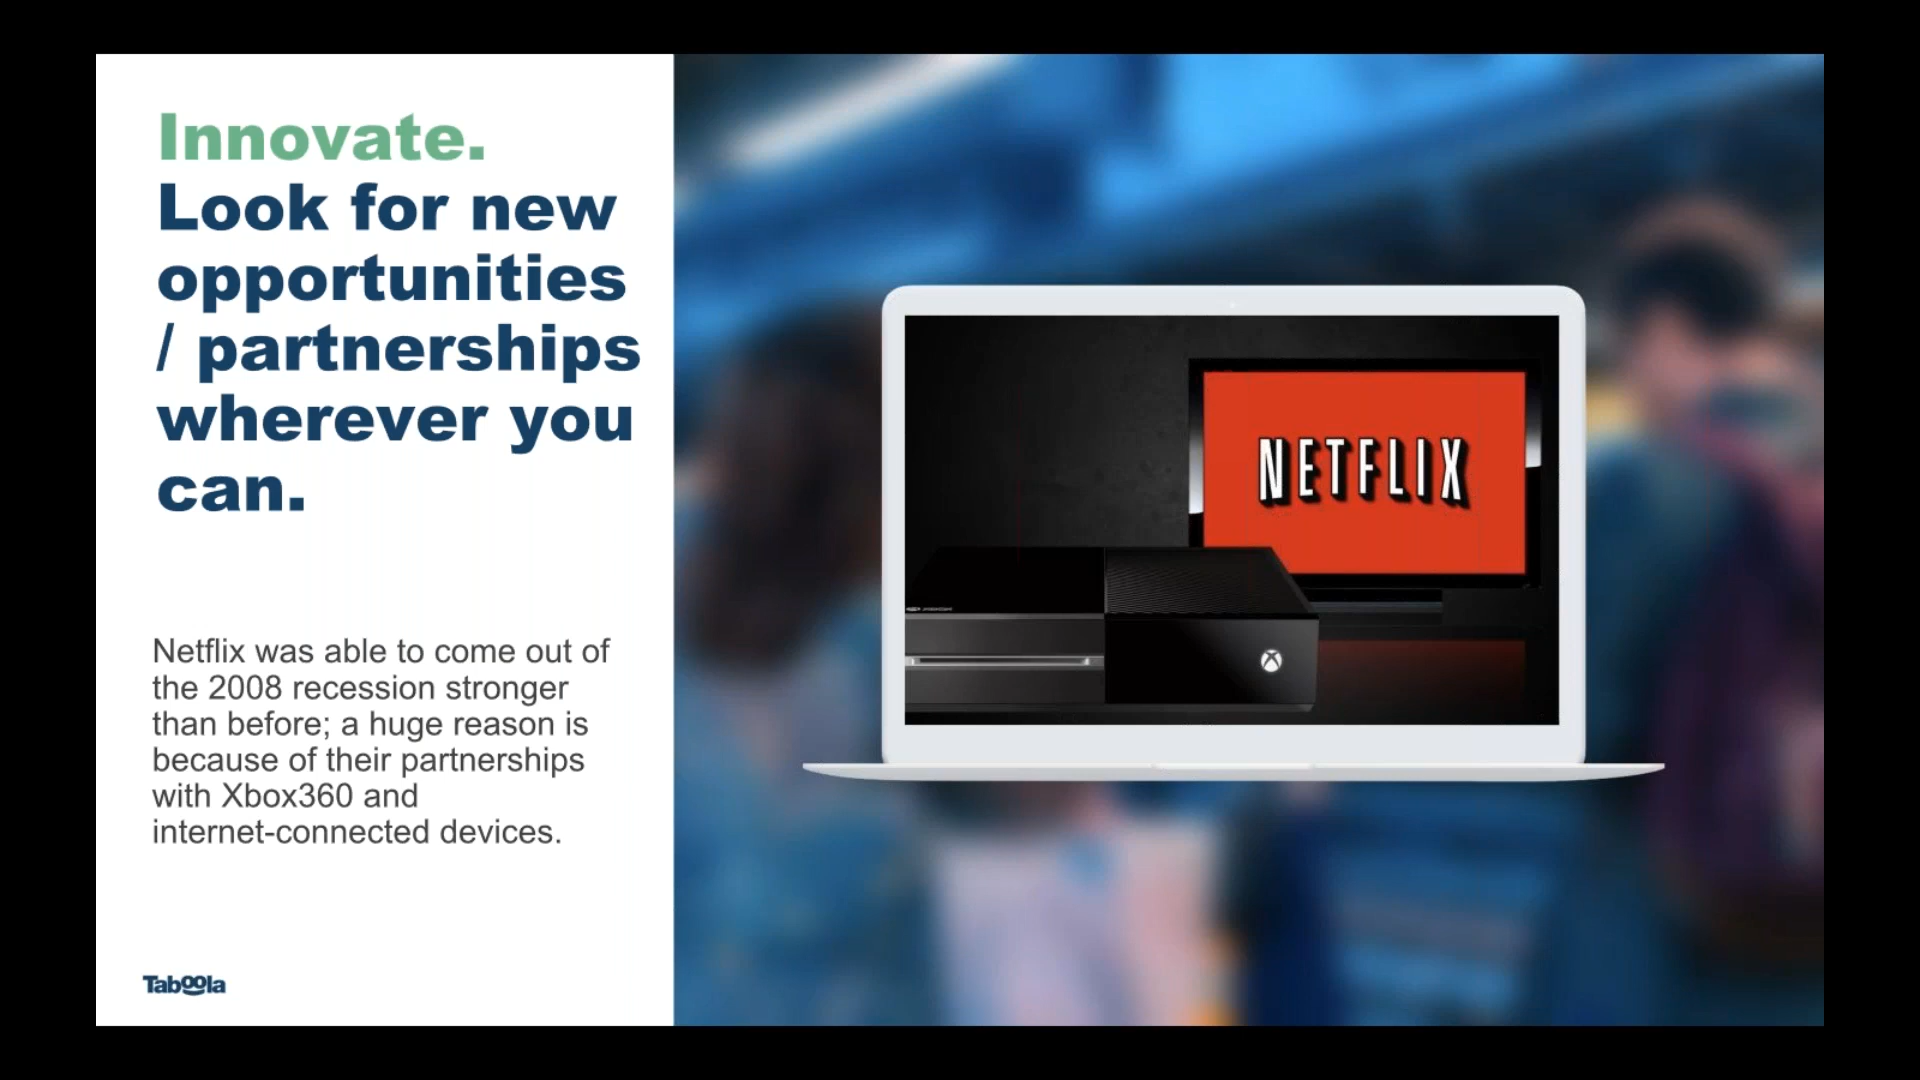 Innovate.
Look for new
opportunities
/ partnerships
wherever you
can.
Netflix was able to come out of
the 2008 recession stronger
than before; a huge reason is
because of their partnerships
with Xbox360 and
internet-connected devices.
Taboola
NETFLIX